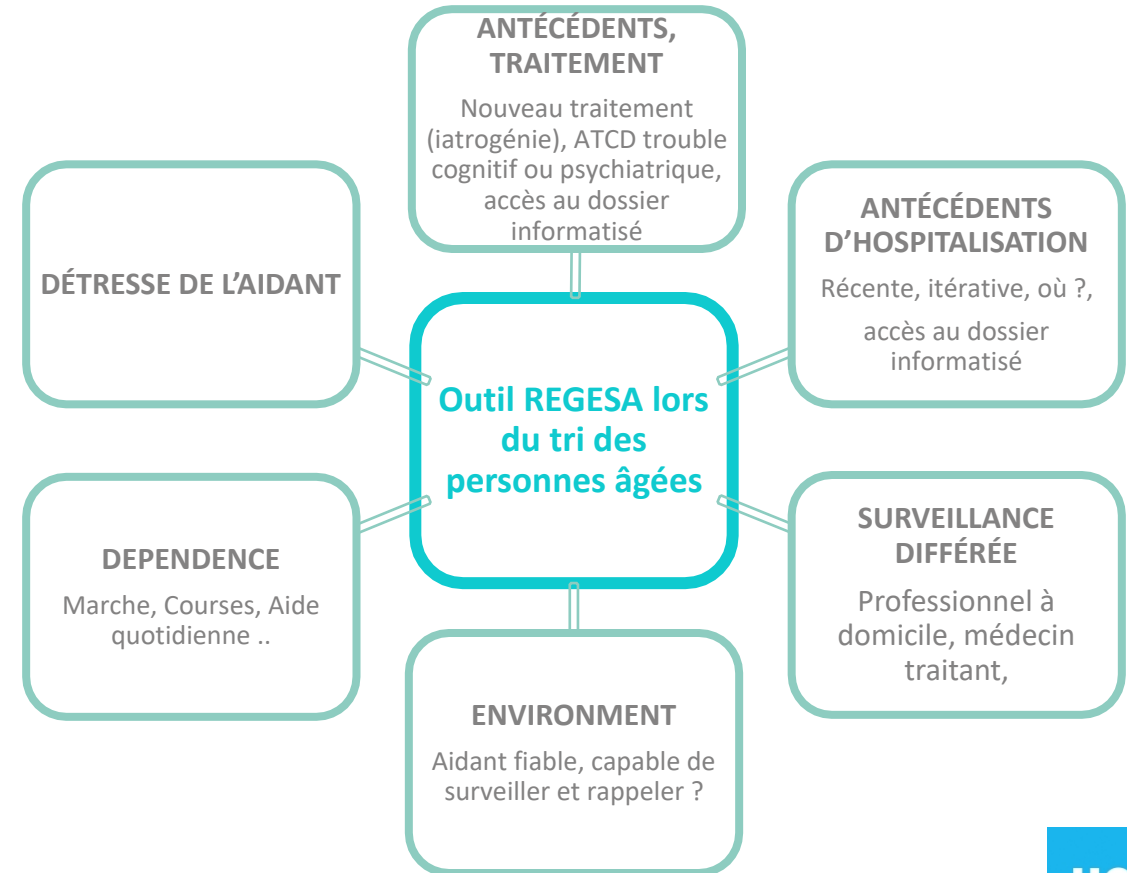 ANTÉCÉDENTS,
TRAITEMENT
Nouveau traitement
(iatrogénie), ATCD trouble
cognitif ou psychiatrique,
accès au dossier
informatisé
ANTÉCÉDENTS
D'HOSPITALISATION
Récente, itérative, où ?,
accès au dossier
informatisé
DÉTRESSE DE L'AIDANT
Outil REGESA lors
du tri des
personnes âgées
SURVEILLANCE
DIFFÉRÉE
Professionnel à
domicile, médecin
traitant,
DEPENDENCE
Marche, Courses, Aide
quotidienne ..
ENVIRONMENT
Aidant fiable, capable de
surveiller et rappeler ?